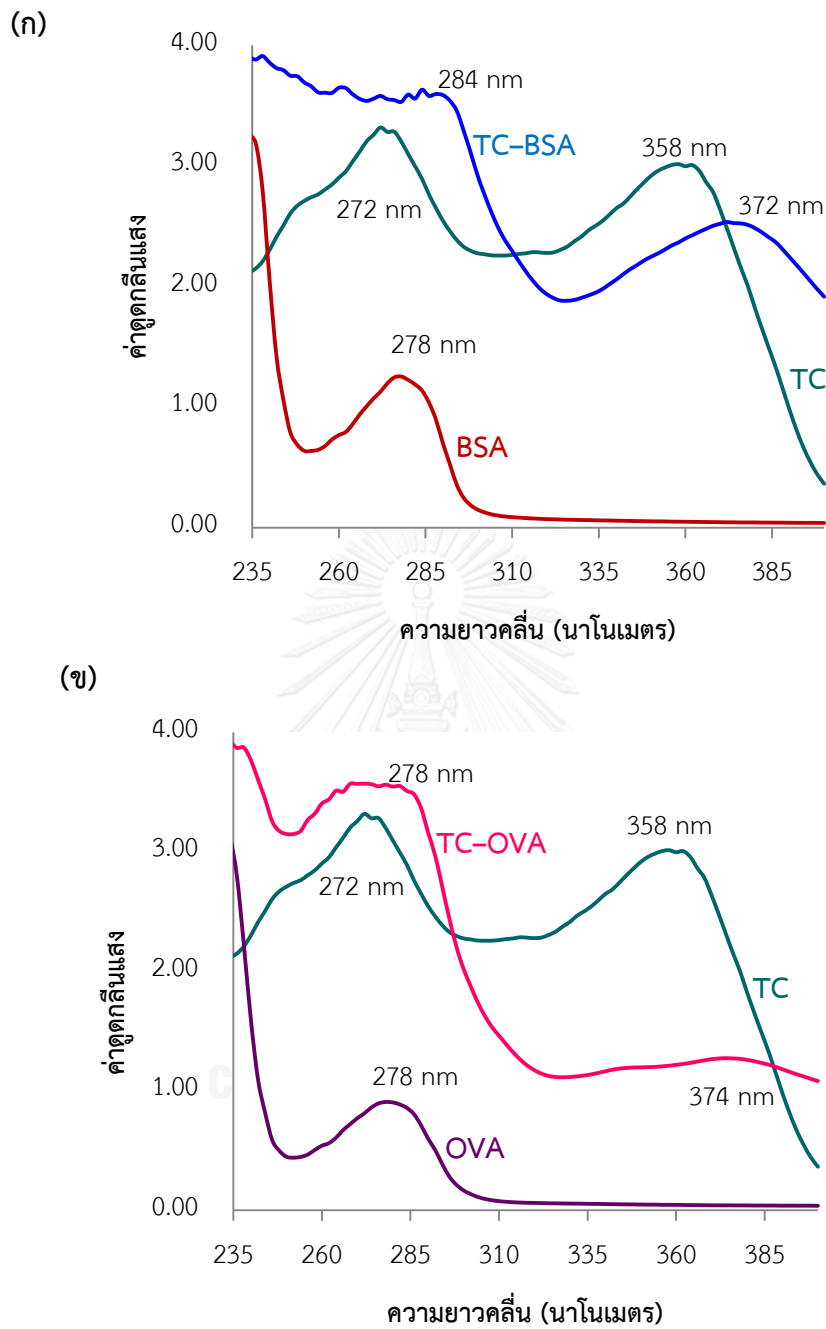 (ก)
4.00
3.00
2.00
1.00
0.00
ค่าดูดกลืนแสง
284 nm
TC–BSA
358 nm
272 nm
372 nm
278 nm
TC
BSA
235 260 285 310 335 360 385
ความยาวคลื่น (นาโนเมตร)
(ข)
4.00
3.00
2.00
1.00
0.00
ค่าดูดกลืนแสง
278 nm
358 nm
TC–OVA
272 nm
TC
278 nm
374 nm
OVA
235 260 285 310 335 360 385
ความยาวคลื่น (นาโนเมตร)